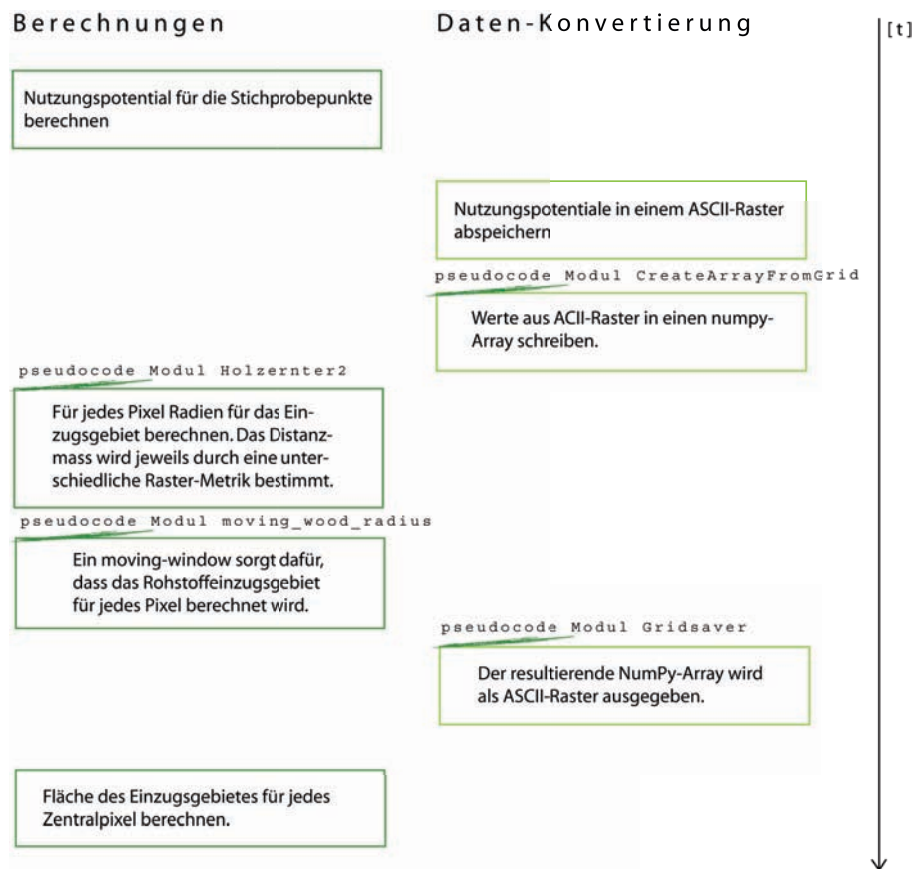 Berechnungen
Daten-Konvertierung
[t]
Nutzungspotential für die Stichprobepunkte
berechnen
Nutzungspotentiale in einem ASCII-Raster
abspeichern
pseudocode Modul CreateArrayFromGrid
Werte aus ACII-Raster in einen numpy-
Array schreiben.
pseudocode Modul Holzernter2
Für jedes Pixel Radien für das Ein-
zugsgebiet berechnen. Das Distanz-
mass wird jeweils durch eine unter-
schiedliche Raster-Metrik bestimmt.
pseudocode Modul moving_wood_radius
Ein moving-window sorgt dafür,
dass das Rohstoffeinzugsgebiet
für jedes Pixel berechnet wird.
pseudocode Modul Gridsaver
Der resultierende NumPy-Array wird
als ASCII-Raster ausgegeben.
Fläche des Einzugsgebietes für jedes
Zentralpixel berechnen.